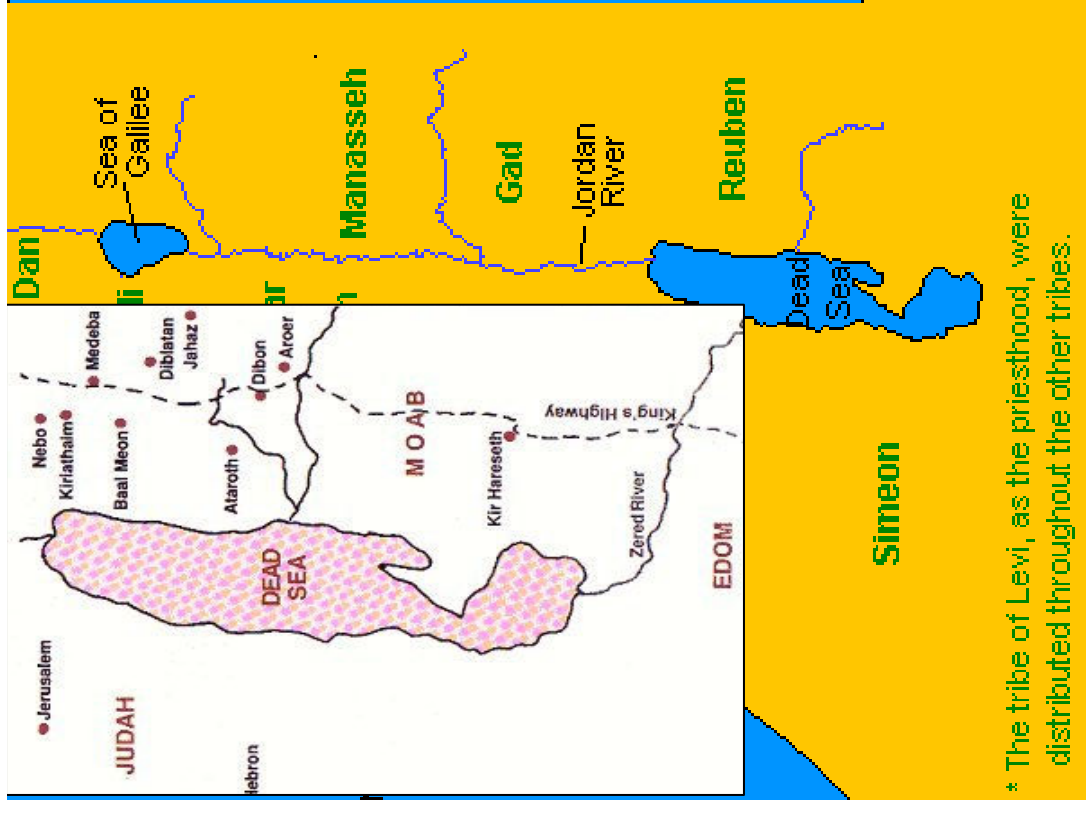 Dan
Sea of
Galilee
Manasseh
Gad
Jordan
River
Reuben
Dead
Sea
Simeon
* The tribe of Levi, as the priesthood, were
distributed throughout the other tribes.
Nebo
Medeba
Kiriathaim
Baal Meon
Diblatan
Jahaz
Ataroth
Dibon
Aroer
MOAB
King's Highway
Kir Hareseth
Zered River
EDOM
DEAD
SEA
Jerusalem
JUDAH
Hebron